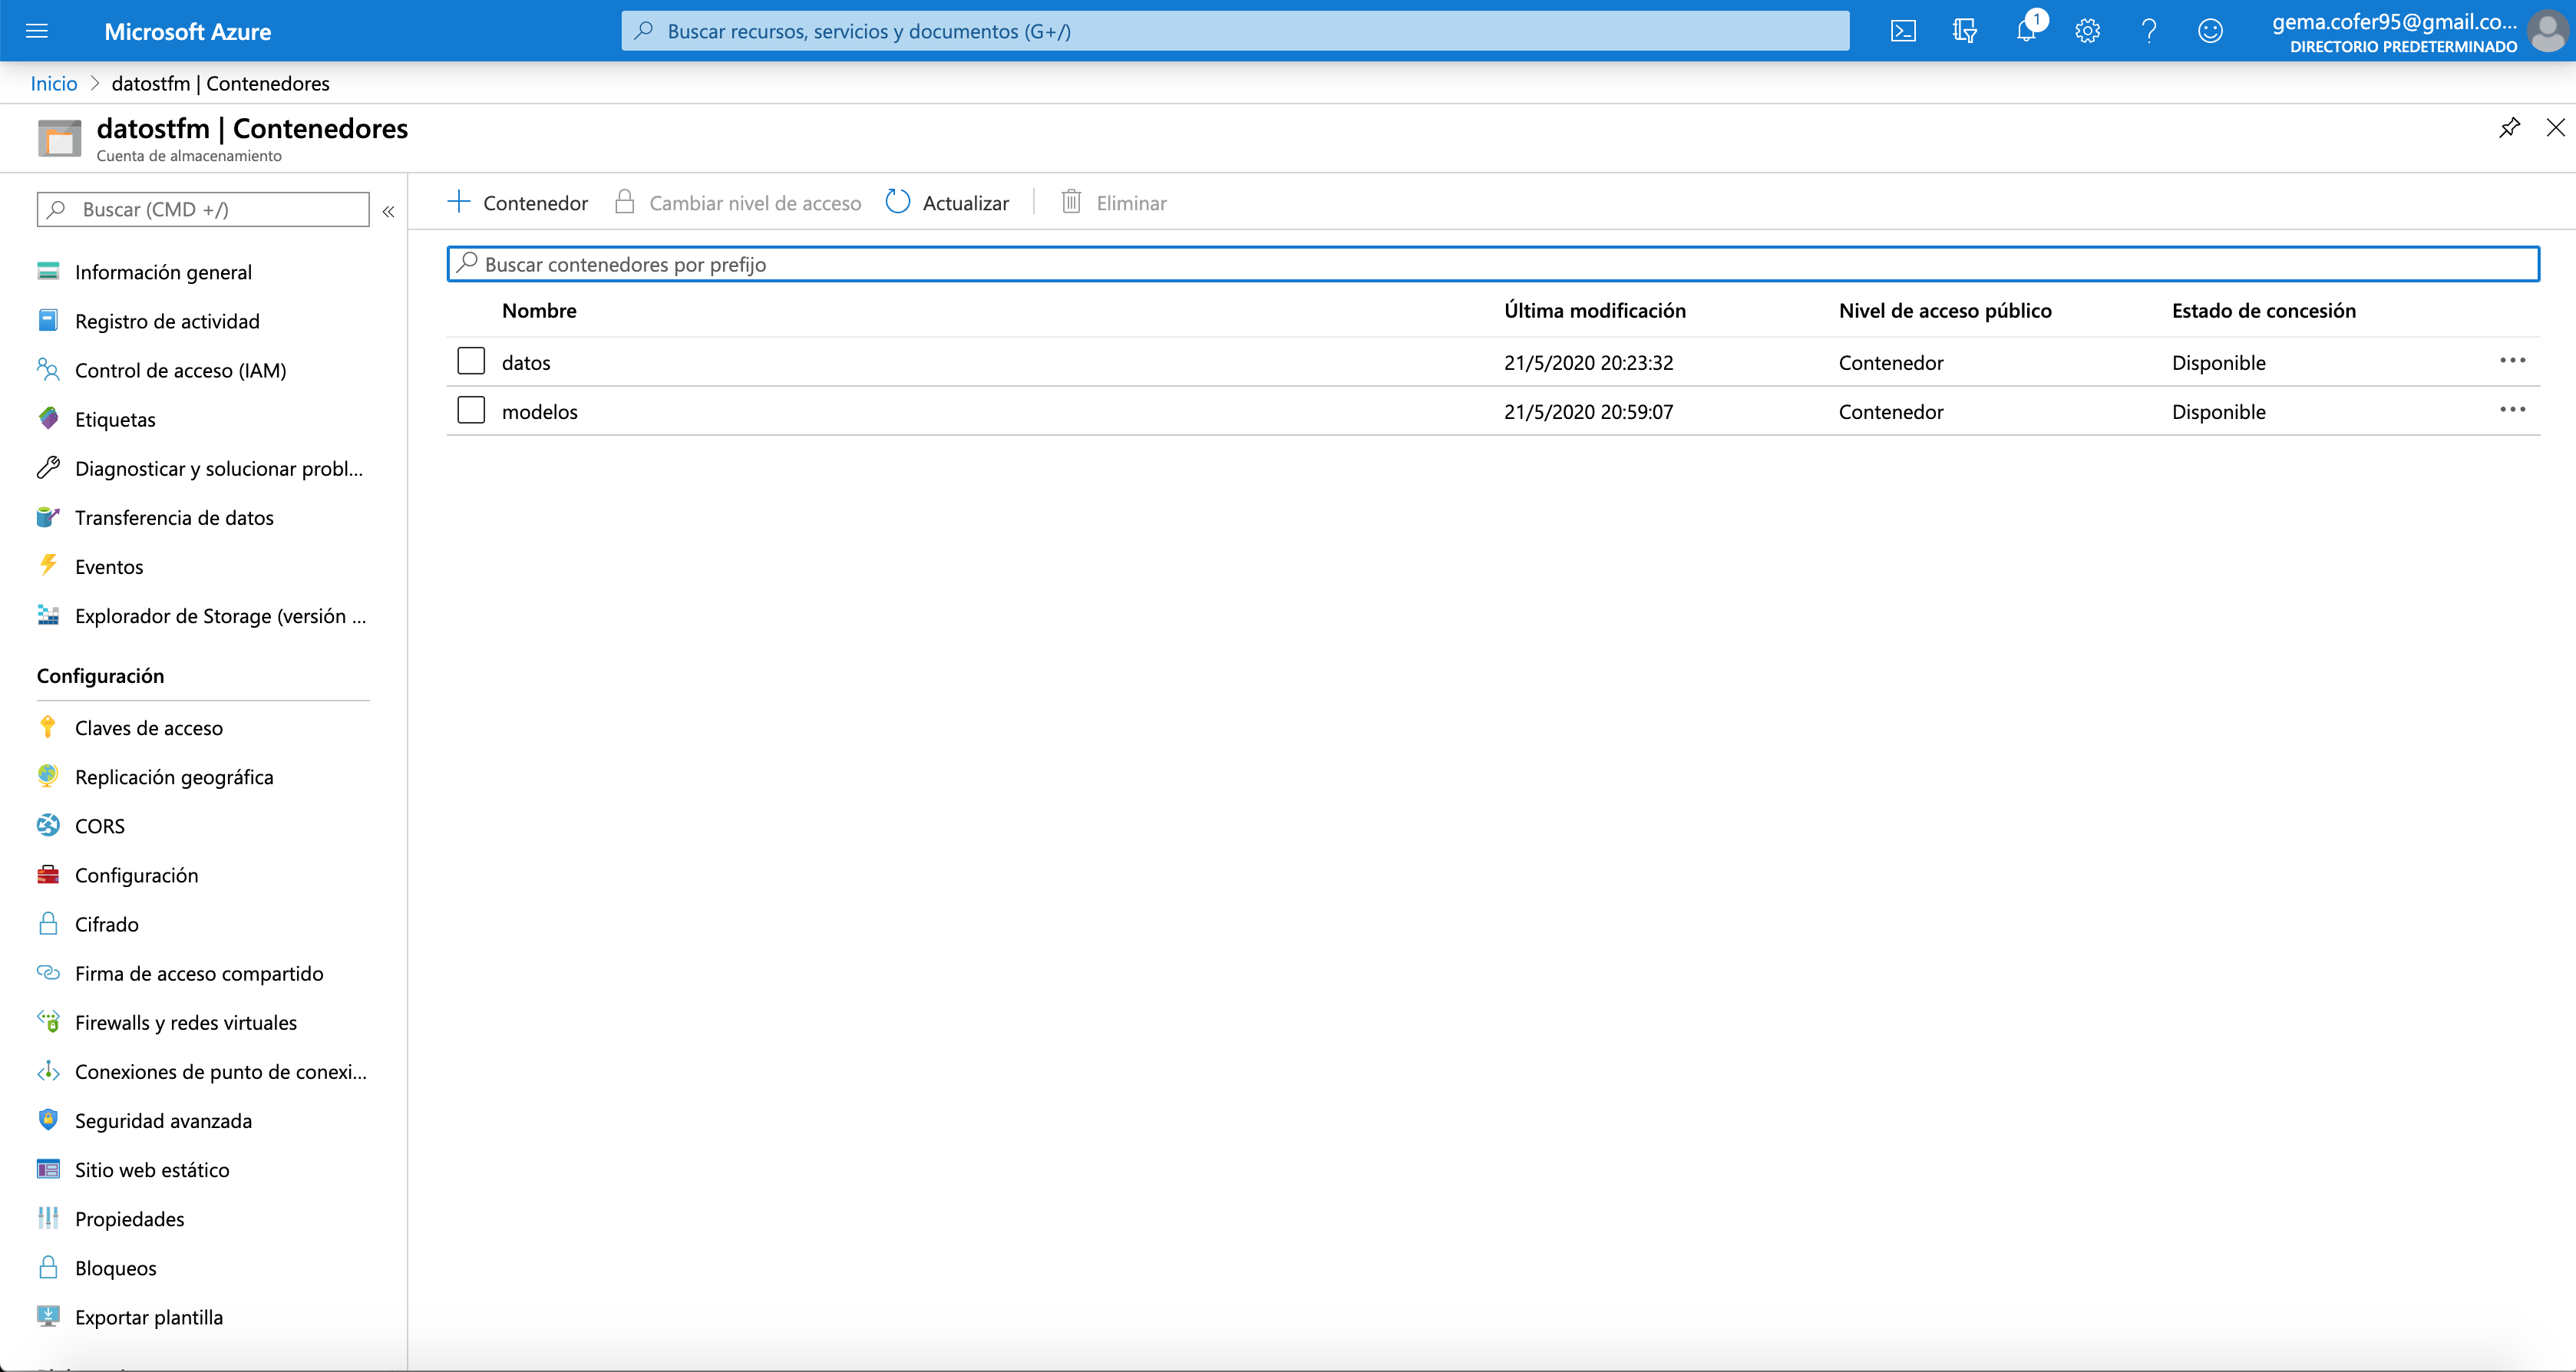 Microsoft Azure
Buscar recursos, servicios y documentos (G+/)
1
gema.cofer95@gmail.co...
DIRECTORIO PREDETERMINADO
Inicio > datostfm | Contenedores
datostfm | Contenedores
Cuenta de almacenamiento
Buscar (CMD +/)
Información general
Registro de actividad
Control de acceso (IAM)
Etiquetas
Diagnosticar y solucionar probl...
Transferencia de datos
Eventos
Explorador de Storage (versión ...
Configuración
Claves de acceso
Replicación geográfica
CORS
Configuración
Cifrado
Firma de acceso compartido
Firewalls y redes virtuales
Conexiones de punto de conexi...
Seguridad avanzada
Sitio web estático
Propiedades
Bloqueos
Exportar plantilla
Contenedor Cambiar nivel de acceso Actualizar Eliminar
Buscar contenedores por prefijo
Nombre Última modificación Nivel de acceso público Estado de concesión
datos 21/5/2020 20:23:32 Contenedor Disponible
modelos 21/5/2020 20:59:07 Contenedor Disponible